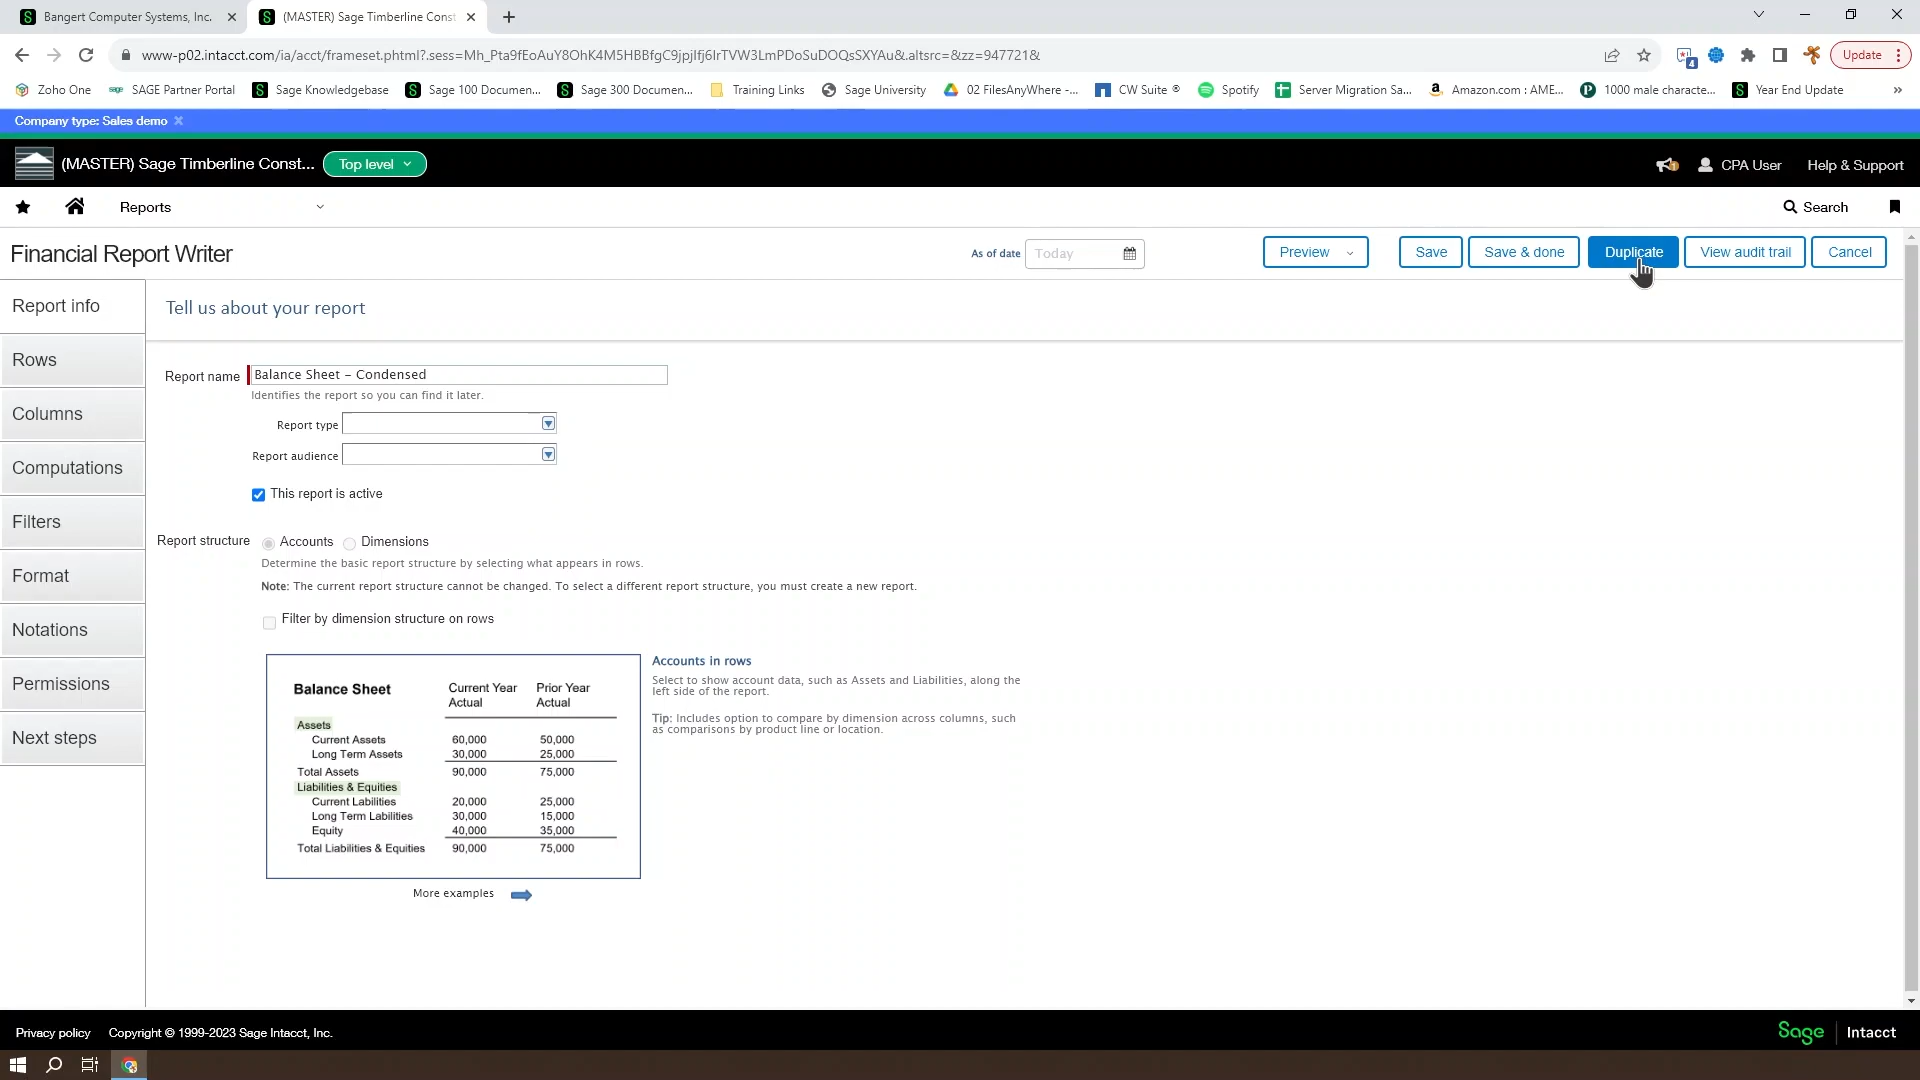 Bangert Computer Systems, Inc.
(MASTER) Sage Timberline Const
www-p02.intacct.com/ia/acct/frameset.phtml?.sess=Mh_Pta9fEoAuY8OhK4M5HBBfgC9jpjlfj6IrTVW3LmPDoSuDOQsSXYAu&.altsrc=&zz=947721&
4
Update
Zoho One
SAGE Partner Portal
Sage Knowledgebase
Sage 100 Documen...
Sage 300 Documen...
Training Links
Sage University
02 FilesAnyWhere -...
CW Suite ®
Spotify
Server Migration Sa...
Amazon.com : AME...
1000 male characte...
Year End Update
Company type: Sales demo
(MASTER) Sage Timberline Const...
Top level
1
CPA User
Help & Support
Reports
Search
Financial Report Writer
As of date
Today
Preview
Save
Save & done
Duplicate
View audit trail
Cancel
Report info
Rows
Columns
Computations
Filters
Format
Notations
Permissions
Next steps
Tell us about your report
Report name
Balance Sheet - Condensed
Identifies the report so you can find it later.
Report type
Report audience
This report is active
Report structure
Accounts
Dimensions
Determine the basic report structure by selecting what appears in rows.
Note: The current report structure cannot be changed. To select a different report structure, you must create a new report.
Filter by dimension structure on rows
Balance Sheet
Current Year Actual
Prior Year Actual
Assets
Current Assets 60,000 50,000
Long Term Assets 30,000 25,000
Total Assets 90,000 75,000
Liabilities & Equities
Current Labilities 20,000 25,000
Long Term Labilities 30,000 15,000
Equity 40,000 35,000
Total Liabilities & Equities 90,000 75,000
More examples
Accounts in rows
Select to show account data, such as Assets and Liabilities, along the
left side of the report.
Tip: Includes option to compare by dimension across columns, such
as comparisons by product line or location.
Privacy policy
Copyright © 1999-2023 Sage Intacct, Inc.
Sage
Intacct